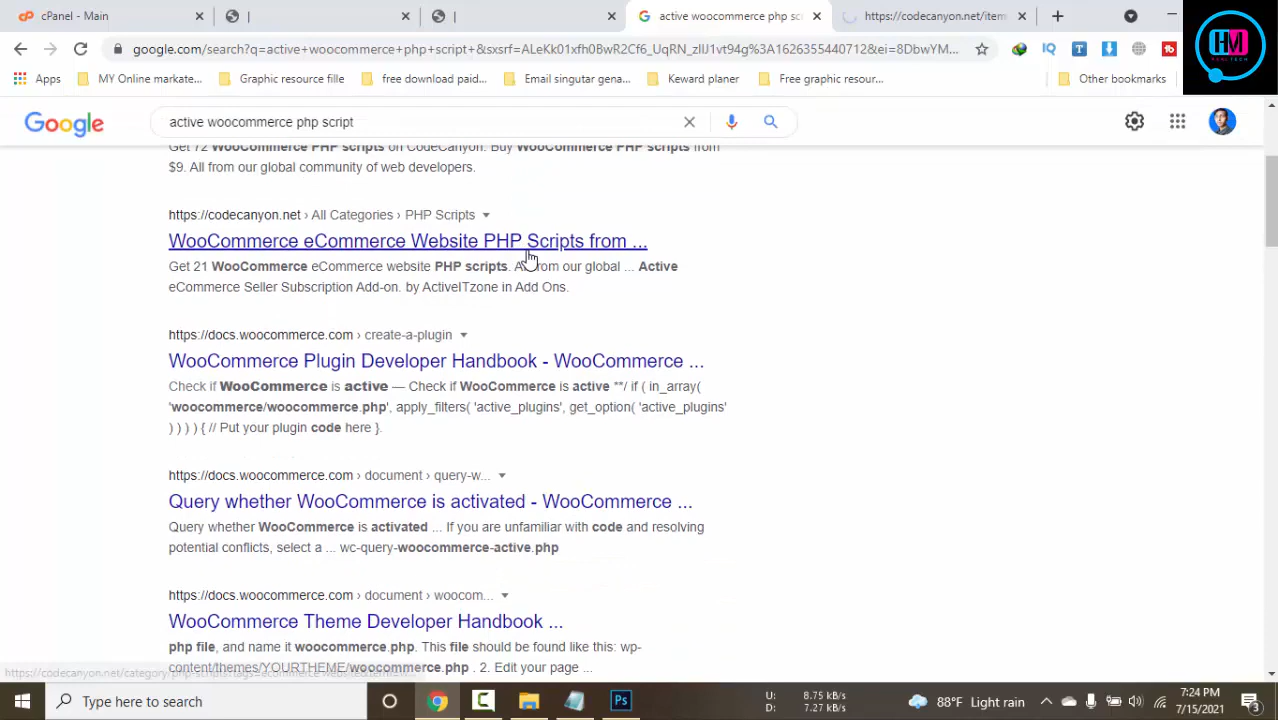 cPanel - Main
active woocommerce php scr
https://codecanyon.net/item
google.com/search?q=active+woocommerce+php+script+&sxsrf=ALeKk01xfh0BwR2Cf6_UqRN_zIIJ1vt94g%3A1626355440712&ei=8DbwYM...
Apps
MY Online markate...
Graphic resource fille
free download paid...
Email singutar gena...
Keward planer
Free graphic resour...
Other bookmarks
HM
Google
active woocommerce php script
Get 72 WooCommerce PHP scripts on CodeCanyon. Buy WooCommerce PHP scripts from
$9. All from our global community of web developers.
https://codecanyon.net › All Categories › PHP Scripts
WooCommerce eCommerce Website PHP Scripts from ...
Get 21 WooCommerce eCommerce website PHP scripts. All from our global ... Active
eCommerce Seller Subscription Add-on. by ActiveITzone in Add Ons.
https://docs.woocommerce.com › create-a-plugin
WooCommerce Plugin Developer Handbook - WooCommerce ...
Check if WooCommerce is active — Check if WooCommerce is active **/ if ( in_array(
'woocommerce/woocommerce.php', apply_filters( 'active_plugins', get_option( 'active_plugins'
) ) ) ) { // Put your plugin code here }.
https://docs.woocommerce.com › document › query-w...
Query whether WooCommerce is activated - WooCommerce ...
Query whether WooCommerce is activated ... If you are unfamiliar with code and resolving
potential conflicts, select a ... wc-query-woocommerce-active.php
https://docs.woocommerce.com › document › woocom...
WooCommerce Theme Developer Handbook ...
php file, and name it woocommerce.php. This file should be found like this: wp-
content/themes/YOURTHEME/woocommerce.php . 2. Edit your page ...
Type here to search
Ps
U: 8.75 kB/s
D: 7.27 kB/s
88°F Light rain
7:24 PM
7/15/2021
3